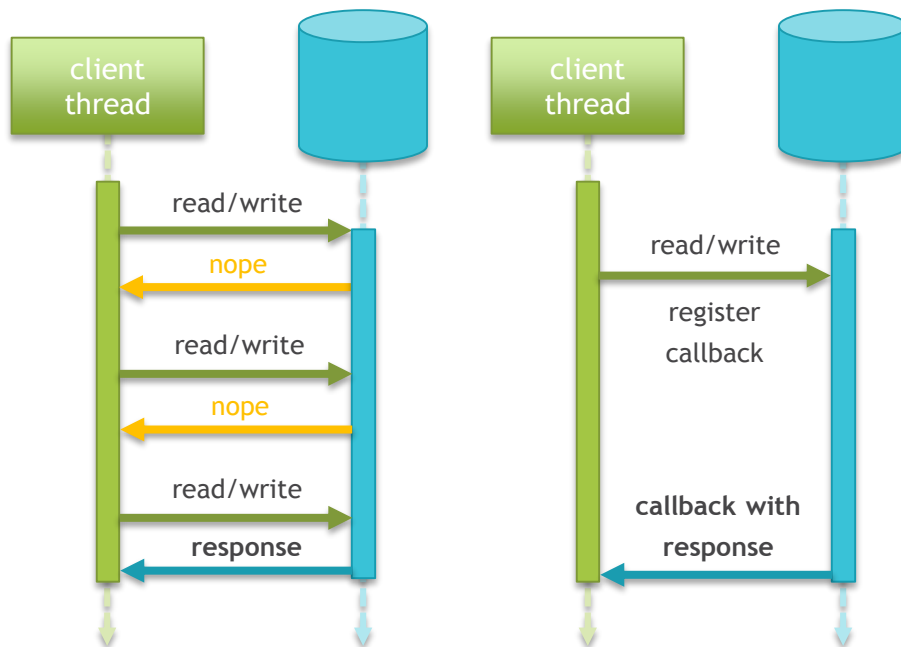 client
thread
read/write
nope
read/write
nope
read/write
response
client
thread
read/write
register
callback
callback with
response